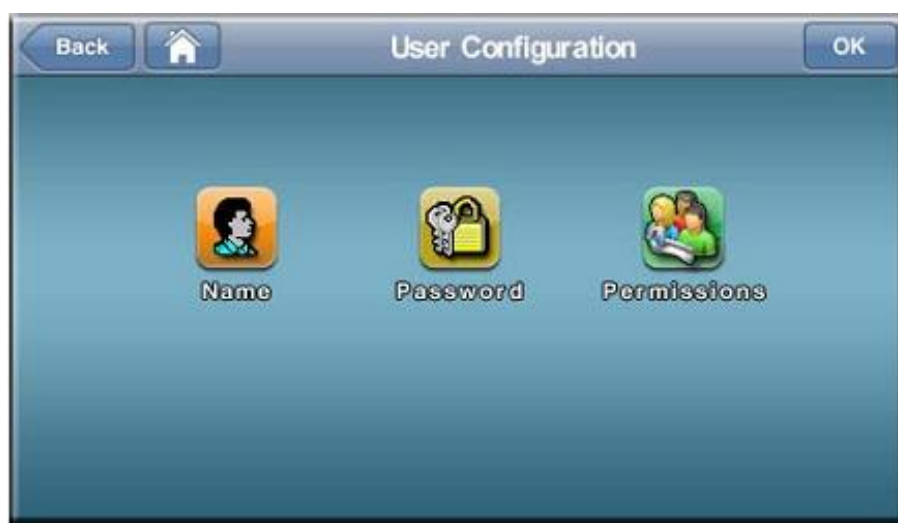 Back
User Configuration
OK
Name
Password
Permissions